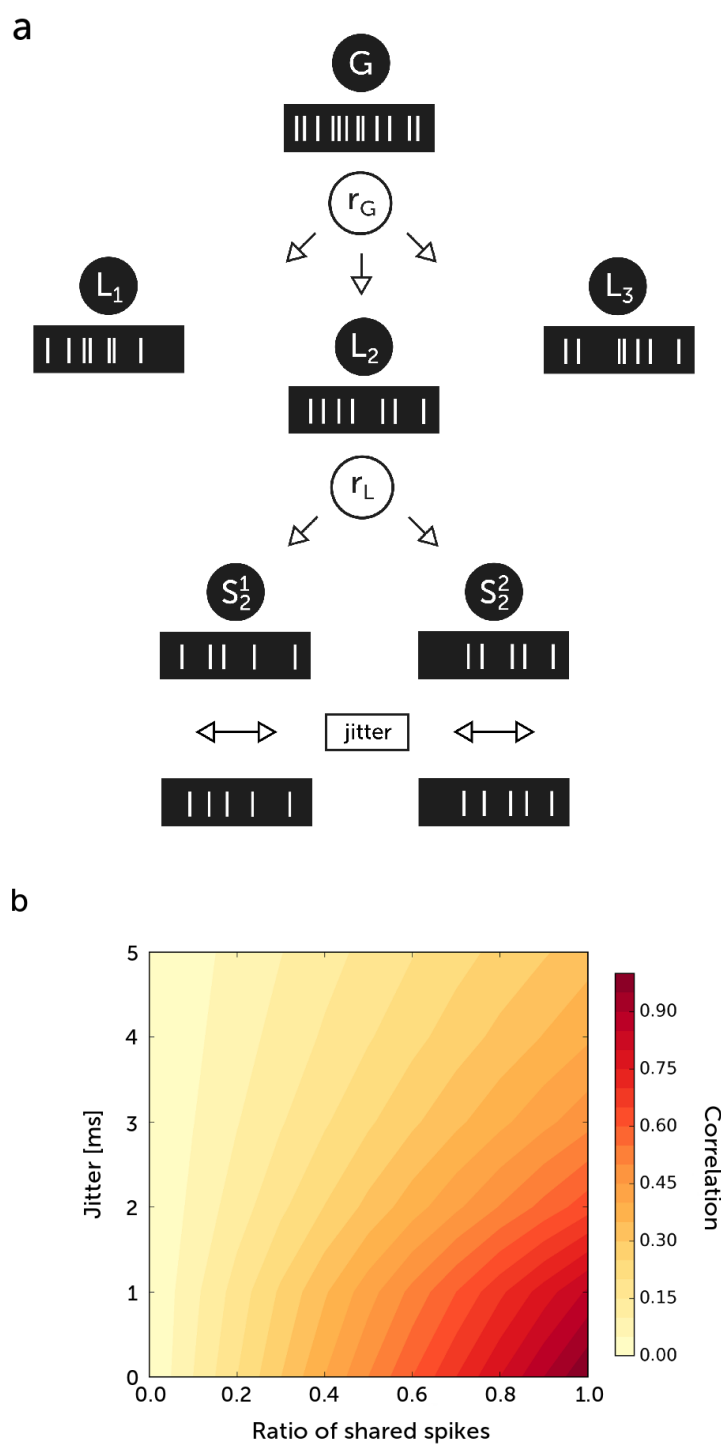 a
G
r_G
L_1
L_3
L_2
r_L
S_2^1
S_2^2
jitter
b
5
4
3
2
1
0
Jitter [ms]
0.0 0.2 0.4 0.6 0.8 1.0
Ratio of shared spikes
0.90
0.75
0.60
0.45
0.30
0.15
0.00
Correlation